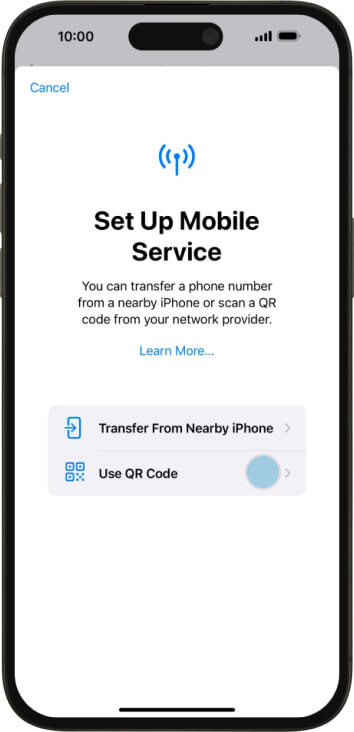 10:00
Cancel
Set Up Mobile
Service
You can transfer a phone number
from a nearby iPhone or scan a QR
code from your network provider.
Learn More...
Transfer From Nearby iPhone
Use QR Code